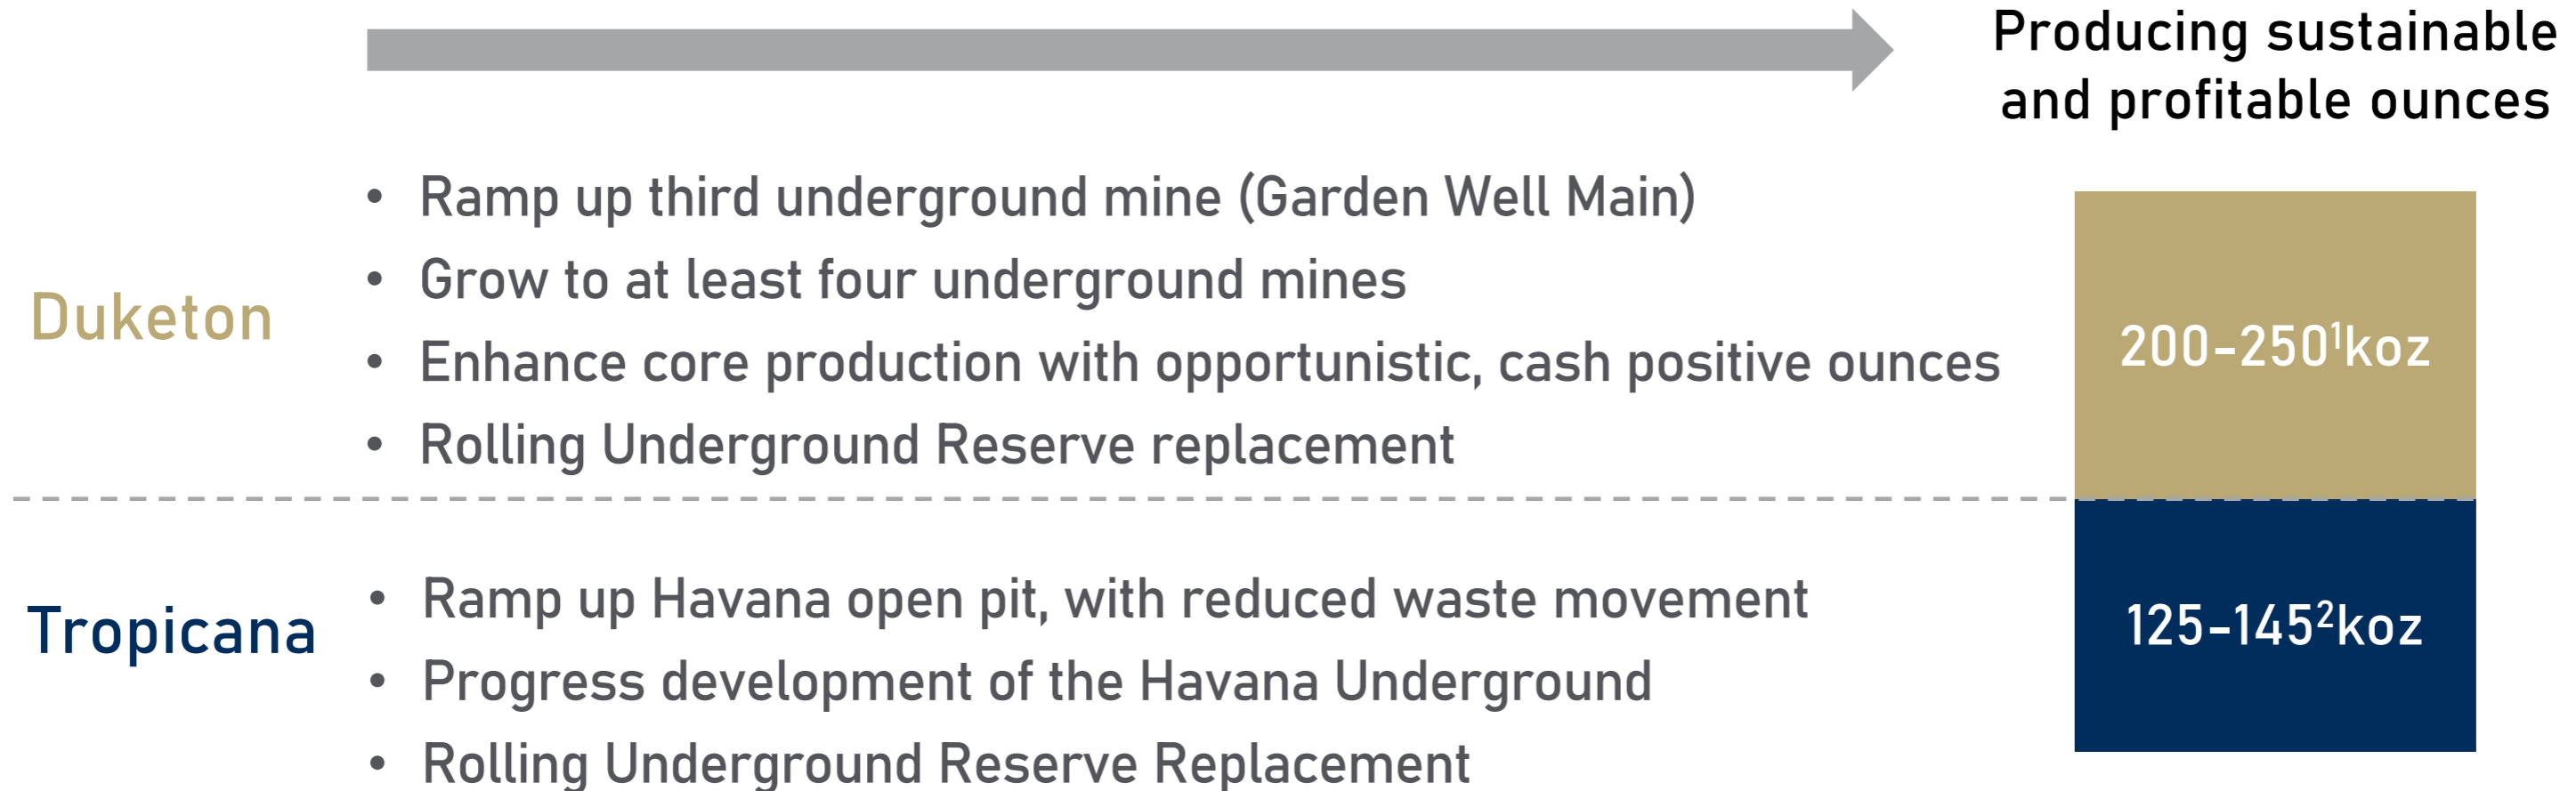 Producing sustainable
and profitable ounces
Duketon
• Ramp up third underground mine (Garden Well Main)
• Grow to at least four underground mines
• Enhance core production with opportunistic, cash positive ounces
• Rolling Underground Reserve replacement
200-250¹koz
Tropicana
• Ramp up Havana open pit, with reduced waste movement
• Progress development of the Havana Underground
• Rolling Underground Reserve Replacement
125-145²koz